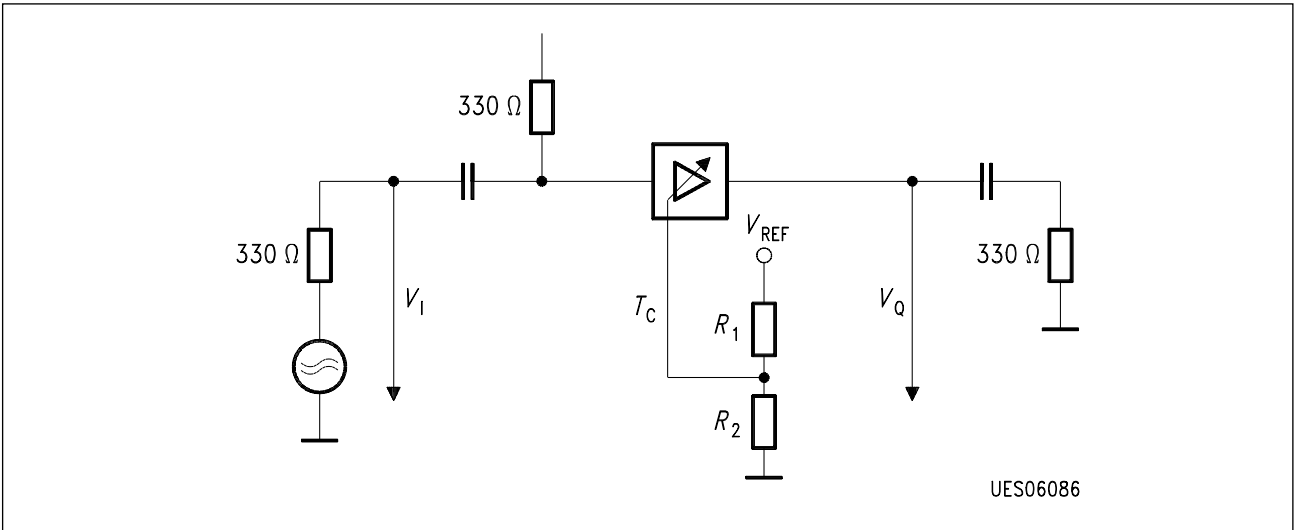 330 Ω
330 Ω
V_I
T_C
V_REF
R_1
R_2
V_Q
330 Ω
UES06086